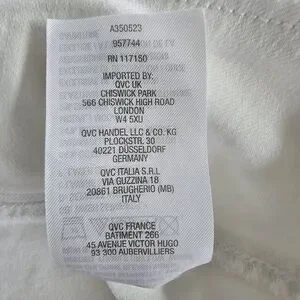 A350523
957744
RN 117150
IMPORTED BY:
QVC UK
CHISWICK PARK
566 CHISWICK HIGH ROAD
LONDON
W4 5XU
QVC HANDEL LLC & CO. KG
PLOCKSTR. 30
40221 DÜSSELDORF
GERMANY
QVC ITALIA S.R.L
VIA GUZZINA 18
20861 BRUGHERIO (MB)
ITALY
QVC FRANCE
BATIMENT 266
45 AVENUE VICTOR HUGO
93 300 AUBERVILLIERS